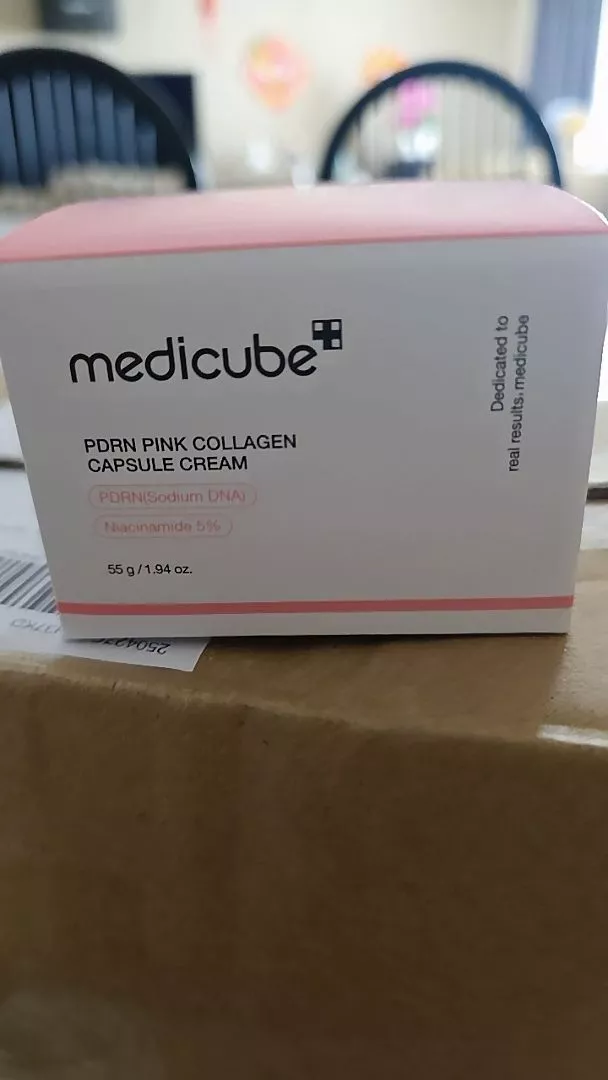 medicube
PDRN PINK COLLAGEN
CAPSULE CREAM
PDRN(Sodium DNA)
Niacinamide 5%
55 g / 1.94 oz.
Dedicated to
real results, medicube